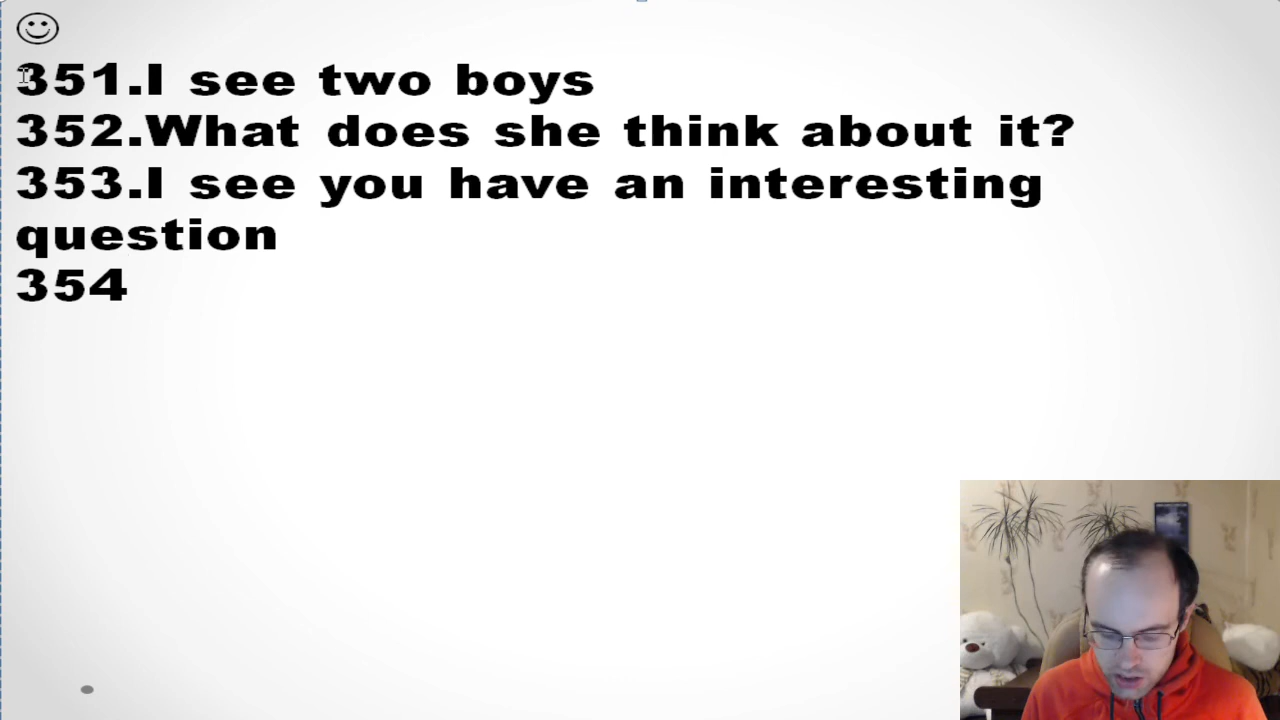 351.I see two boys
352.What does she think about it?
353.I see you have an interesting
question
354